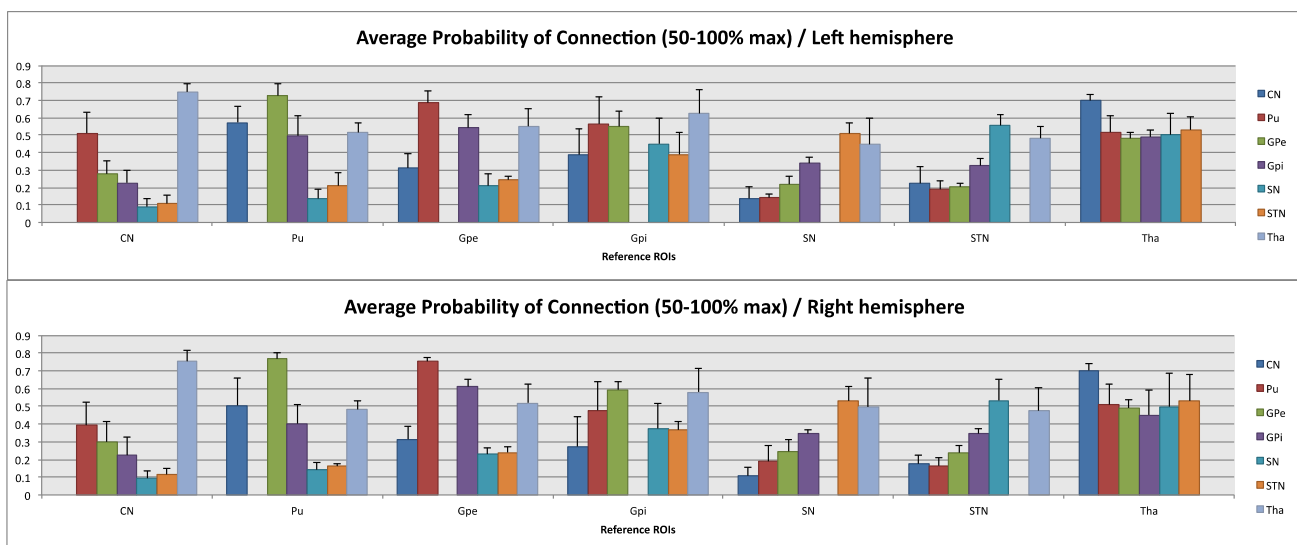 Average Probability of Connection (50-100% max) / Left hemisphere
0.9
0.8
0.7
0.6
0.5
0.4
0.3
0.2
0.1
0
CN Pu Gpe Gpi SN STN Tha
Reference ROIs
CN
Pu
GPe
Gpi
SN
STN
Tha
Average Probability of Connection (50-100% max) / Right hemisphere
0.9
0.8
0.7
0.6
0.5
0.4
0.3
0.2
0.1
0
CN Pu Gpe Gpi SN STN Tha
Reference ROIs
CN
Pu
GPe
GPi
SN
STN
Tha